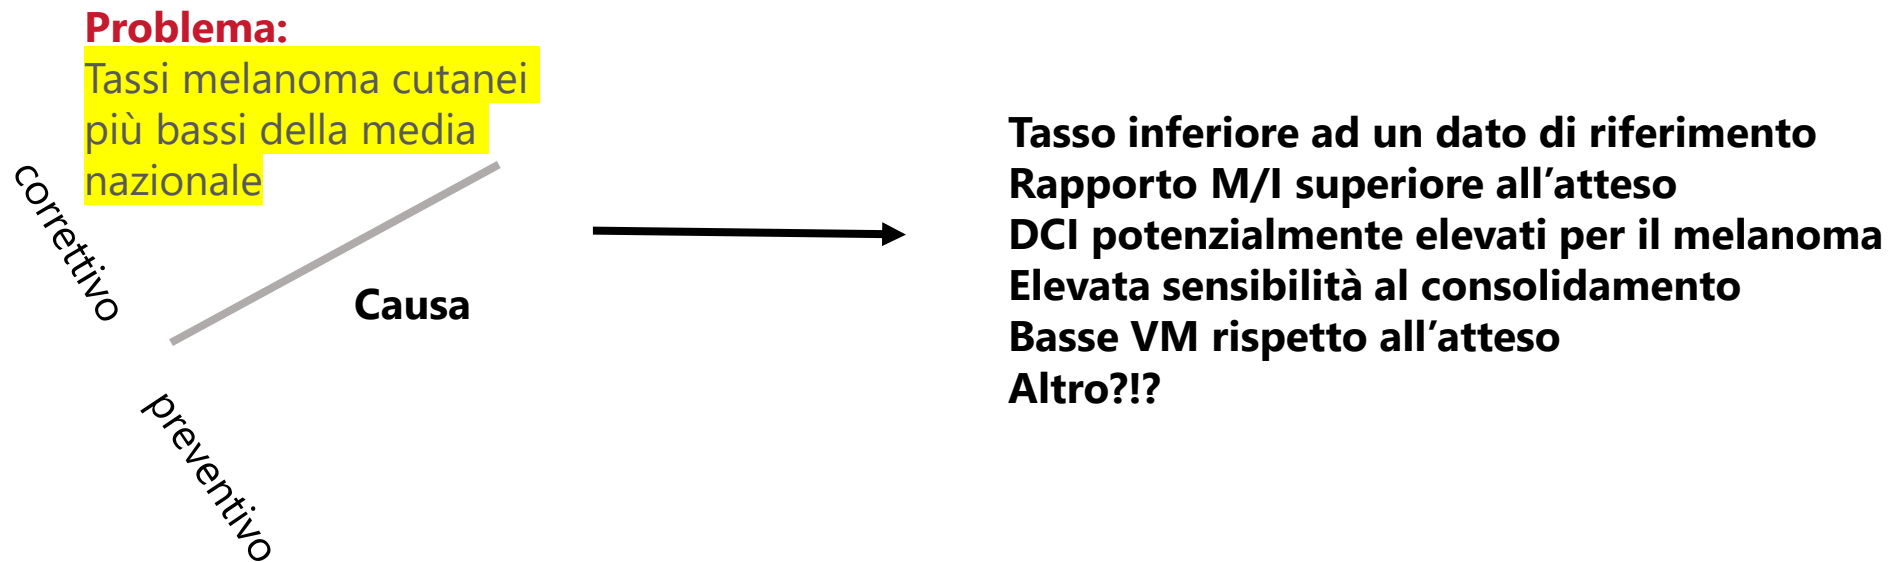 Problema:
Tassi melanoma cutanei
più bassi della media
nazionale
correttivo
Causa
preventivo
Tasso inferiore ad un dato di riferimento
Rapporto M/I superiore all’atteso
DCI potenzialmente elevati per il melanoma
Elevata sensibilità al consolidamento
Basse VM rispetto all’atteso
Altro?!?